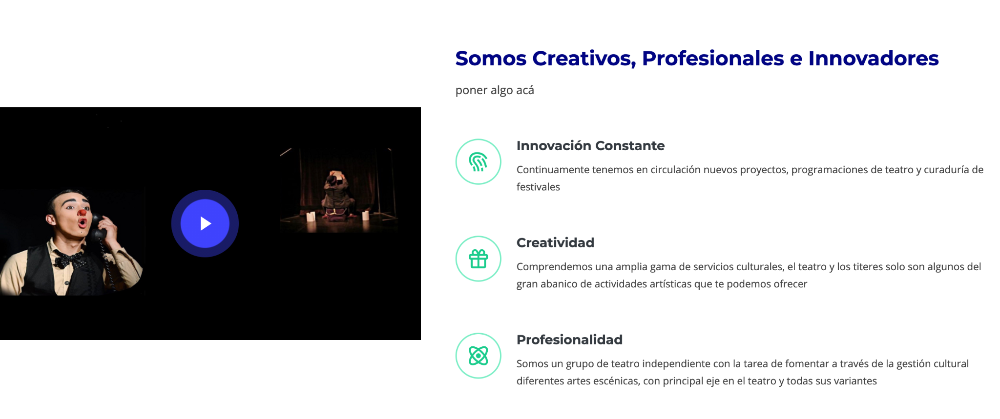 Somos Creativos, Profesionales e Innovadores
poner algo acá
Innovación Constante
Continuamente tenemos en circulación nuevos proyectos, programaciones de teatro y curaduría de
festivales
Creatividad
Comprendemos una amplia gama de servicios culturales, el teatro y los titeres solo son algunos del
gran abanico de actividades artísticas que te podemos ofrecer
Profesionalidad
Somos un grupo de teatro independiente con la tarea de fomentar a través de la gestión cultural
diferentes artes escénicas, con principal eje en el teatro y todas sus variantes